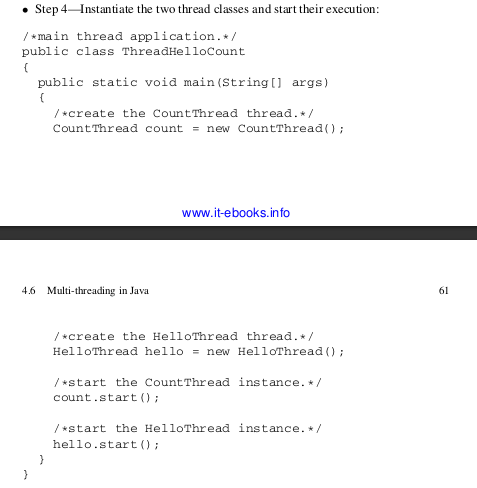 • Step 4—Instantiate the two thread classes and start their execution:
/*main thread application.*/
public class ThreadHelloCount
{
  public static void main(String[] args)
  {
    /*create the CountThread thread.*/
    CountThread count = new CountThread();
www.it-ebooks.info
4.6 Multi-threading in Java 61
    /*create the HelloThread thread.*/
    HelloThread hello = new HelloThread();
    /*start the CountThread instance.*/
    count.start();
    /*start the HelloThread instance.*/
    hello.start();
  }
}